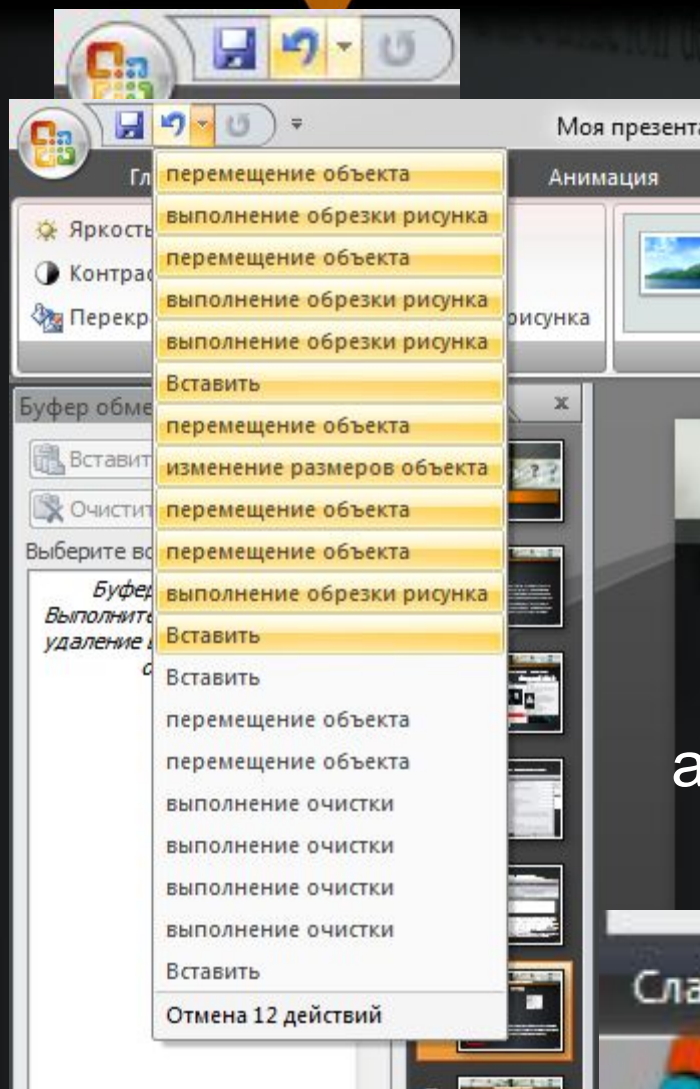 Моя презента
Гл
Анимация
Яркость
Контрас
Перекр
рисунка
перемещение объекта
выполнение обрезки рисунка
перемещение объекта
выполнение обрезки рисунка
выполнение обрезки рисунка
Вставить
перемещение объекта
изменение размеров объекта
перемещение объекта
перемещение объекта
выполнение обрезки рисунка
Вставить
Вставить
перемещение объекта
перемещение объекта
выполнение очистки
выполнение очистки
выполнение очистки
выполнение очистки
Вставить
Отмена 12 действий
Буфер обме
Вставит
Очистит
Выберите вс
Буфер
Выполните
удаление
а
Сла